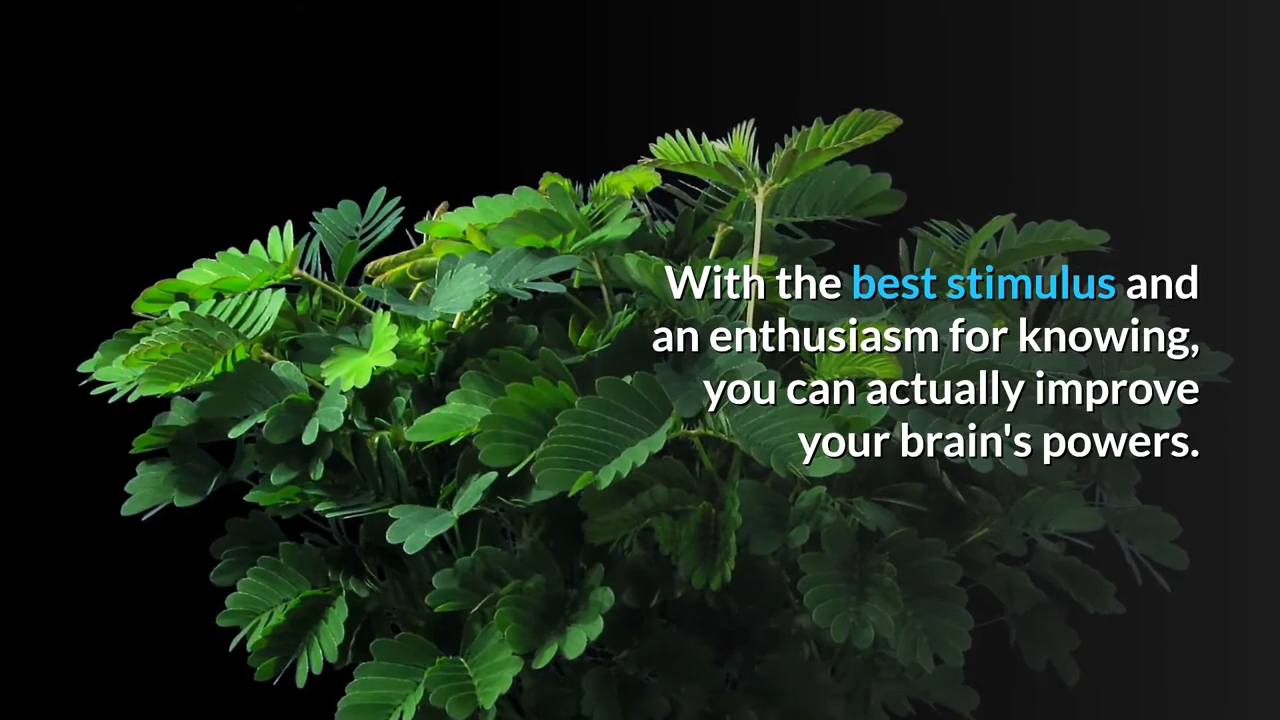 With the best stimulus and
an enthusiasm for knowing,
you can actually improve
your brain's powers.